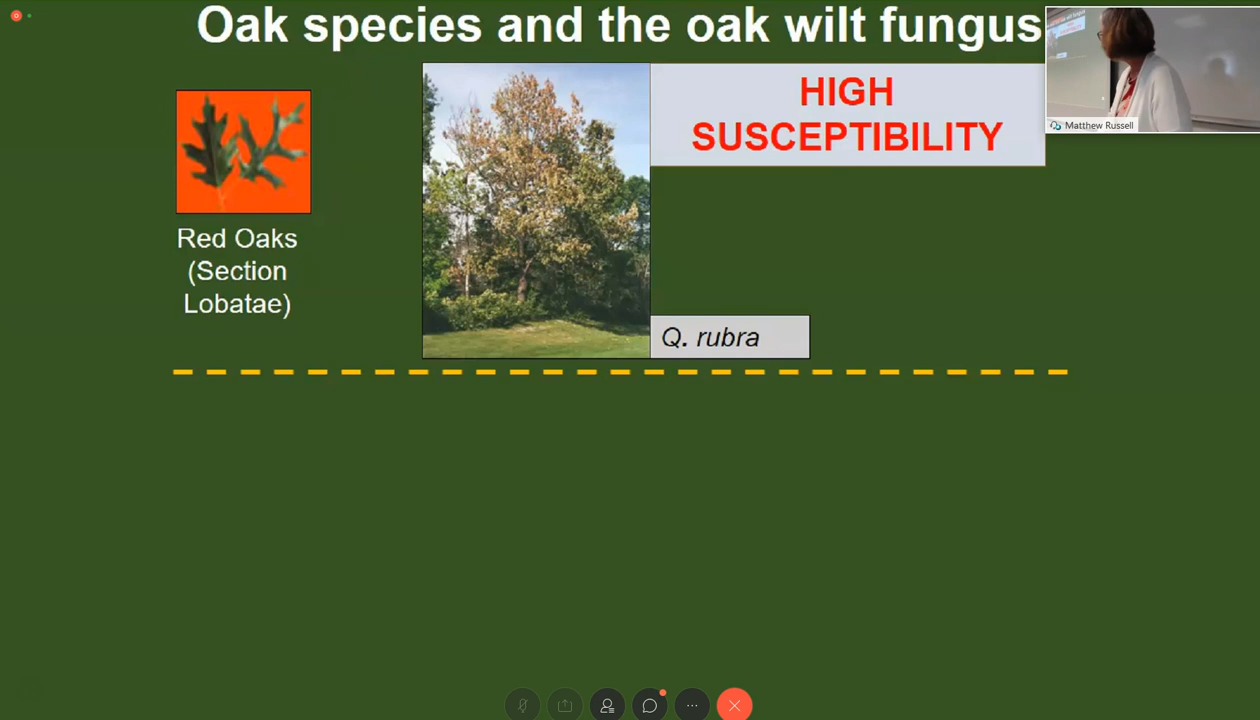 Oak species and the oak wilt fungus
HIGH
SUSCEPTIBILITY
Red Oaks
(Section
Lobatae)
Q. rubra
Matthew Russell